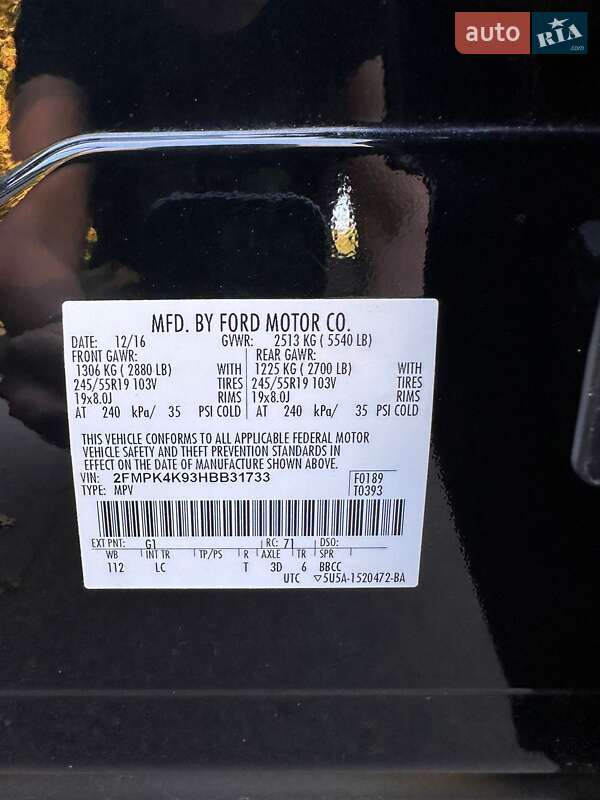 auto RIA.com
MFD. BY FORD MOTOR CO.
DATE: 12/16 GVWR: 2513 KG ( 5540 LB)
FRONT GAWR: REAR GAWR:
1306 KG ( 2880 LB) WITH 1225 KG ( 2700 LB) WITH
245/55R19 103V TIRES 245/55R19 103V TIRES
19x8.0J RIMS 19x8.0J RIMS
AT 240 kPa/ 35 PSI COLD AT 240 kPa/ 35 PSI COLD
THIS VEHICLE CONFORMS TO ALL APPLICABLE FEDERAL MOTOR
VEHICLE SAFETY AND THEFT PREVENTION STANDARDS IN
EFFECT ON THE DATE OF MANUFACTURE SHOWN ABOVE.
VIN: 2FMPK4K93HBB31733 F0189
TYPE: MPV T0393
EXT PNT: G1 RC: 71 DSO:
WB INT TR TP/PS R AXLE TR SPR
112 LC T 3D 6 BBCC
UTC ▽5U5A-1520472-BA